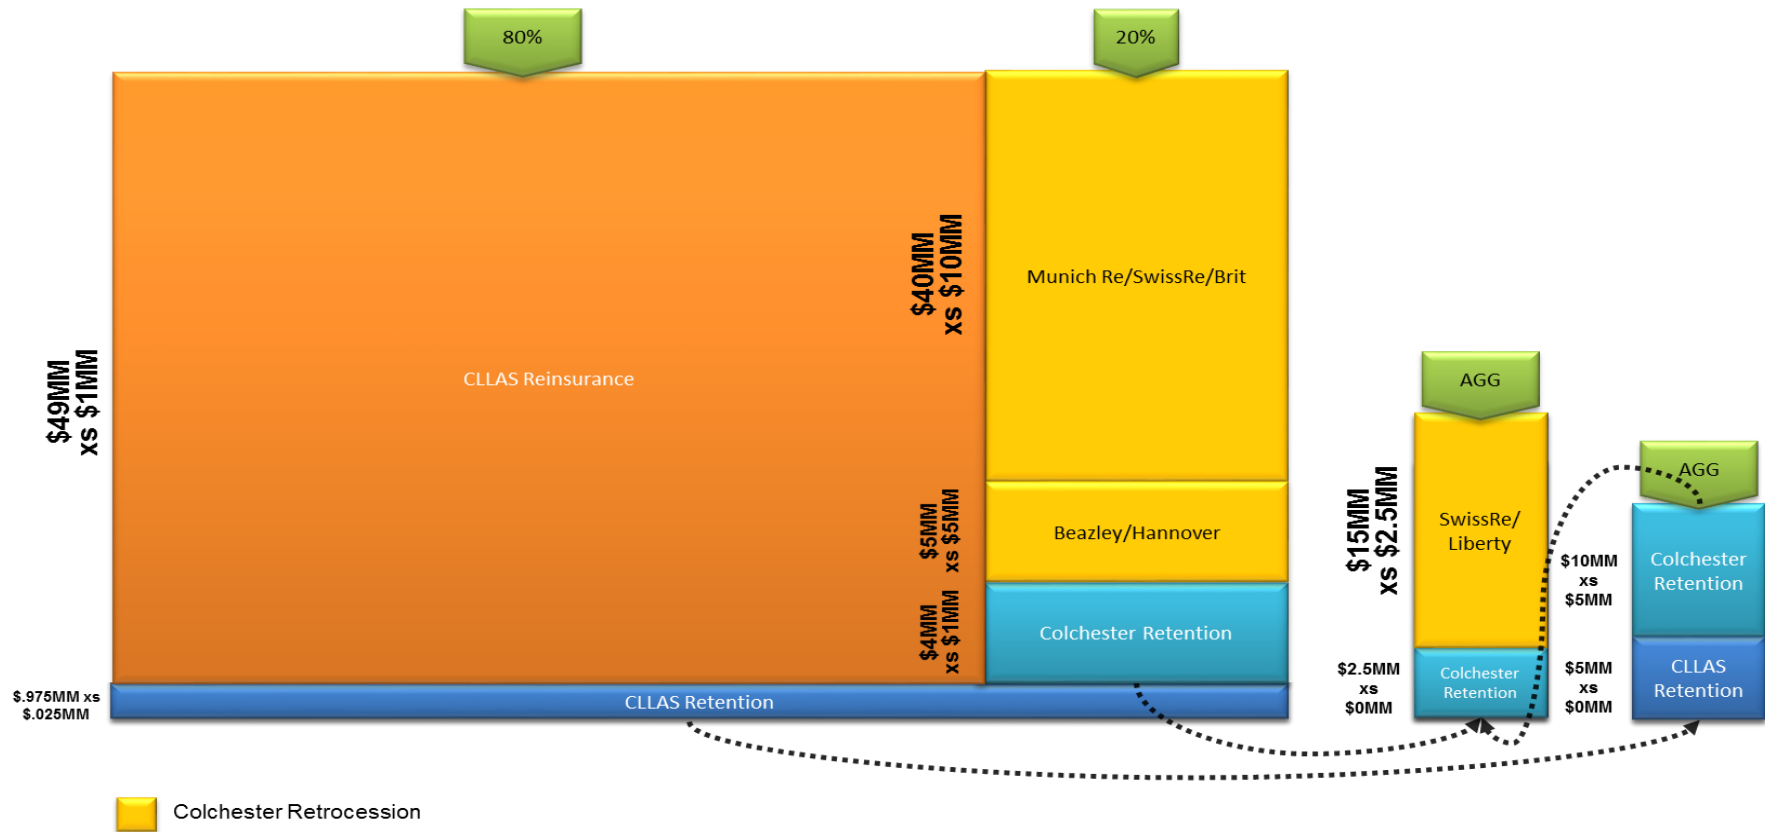 80%
20%
$49MM
xs $1MM
CLLAS Reinsurance
$40MM
xs $10MM
Munich Re/SwissRe/Brit
$5MM
xs $5MM
Beazley/Hannover
$4MM
xs $1MM
Colchester Retention
$.975MM xs
$.025MM
CLLAS Retention
AGG
$15MM
xs $2.5MM
SwissRe/
Liberty
$2.5MM
xs
$0MM
Colchester
Retention
AGG
$10MM
xs
$5MM
Colchester
Retention
$5MM
xs
$0MM
CLLAS
Retention
Colchester Retrocession